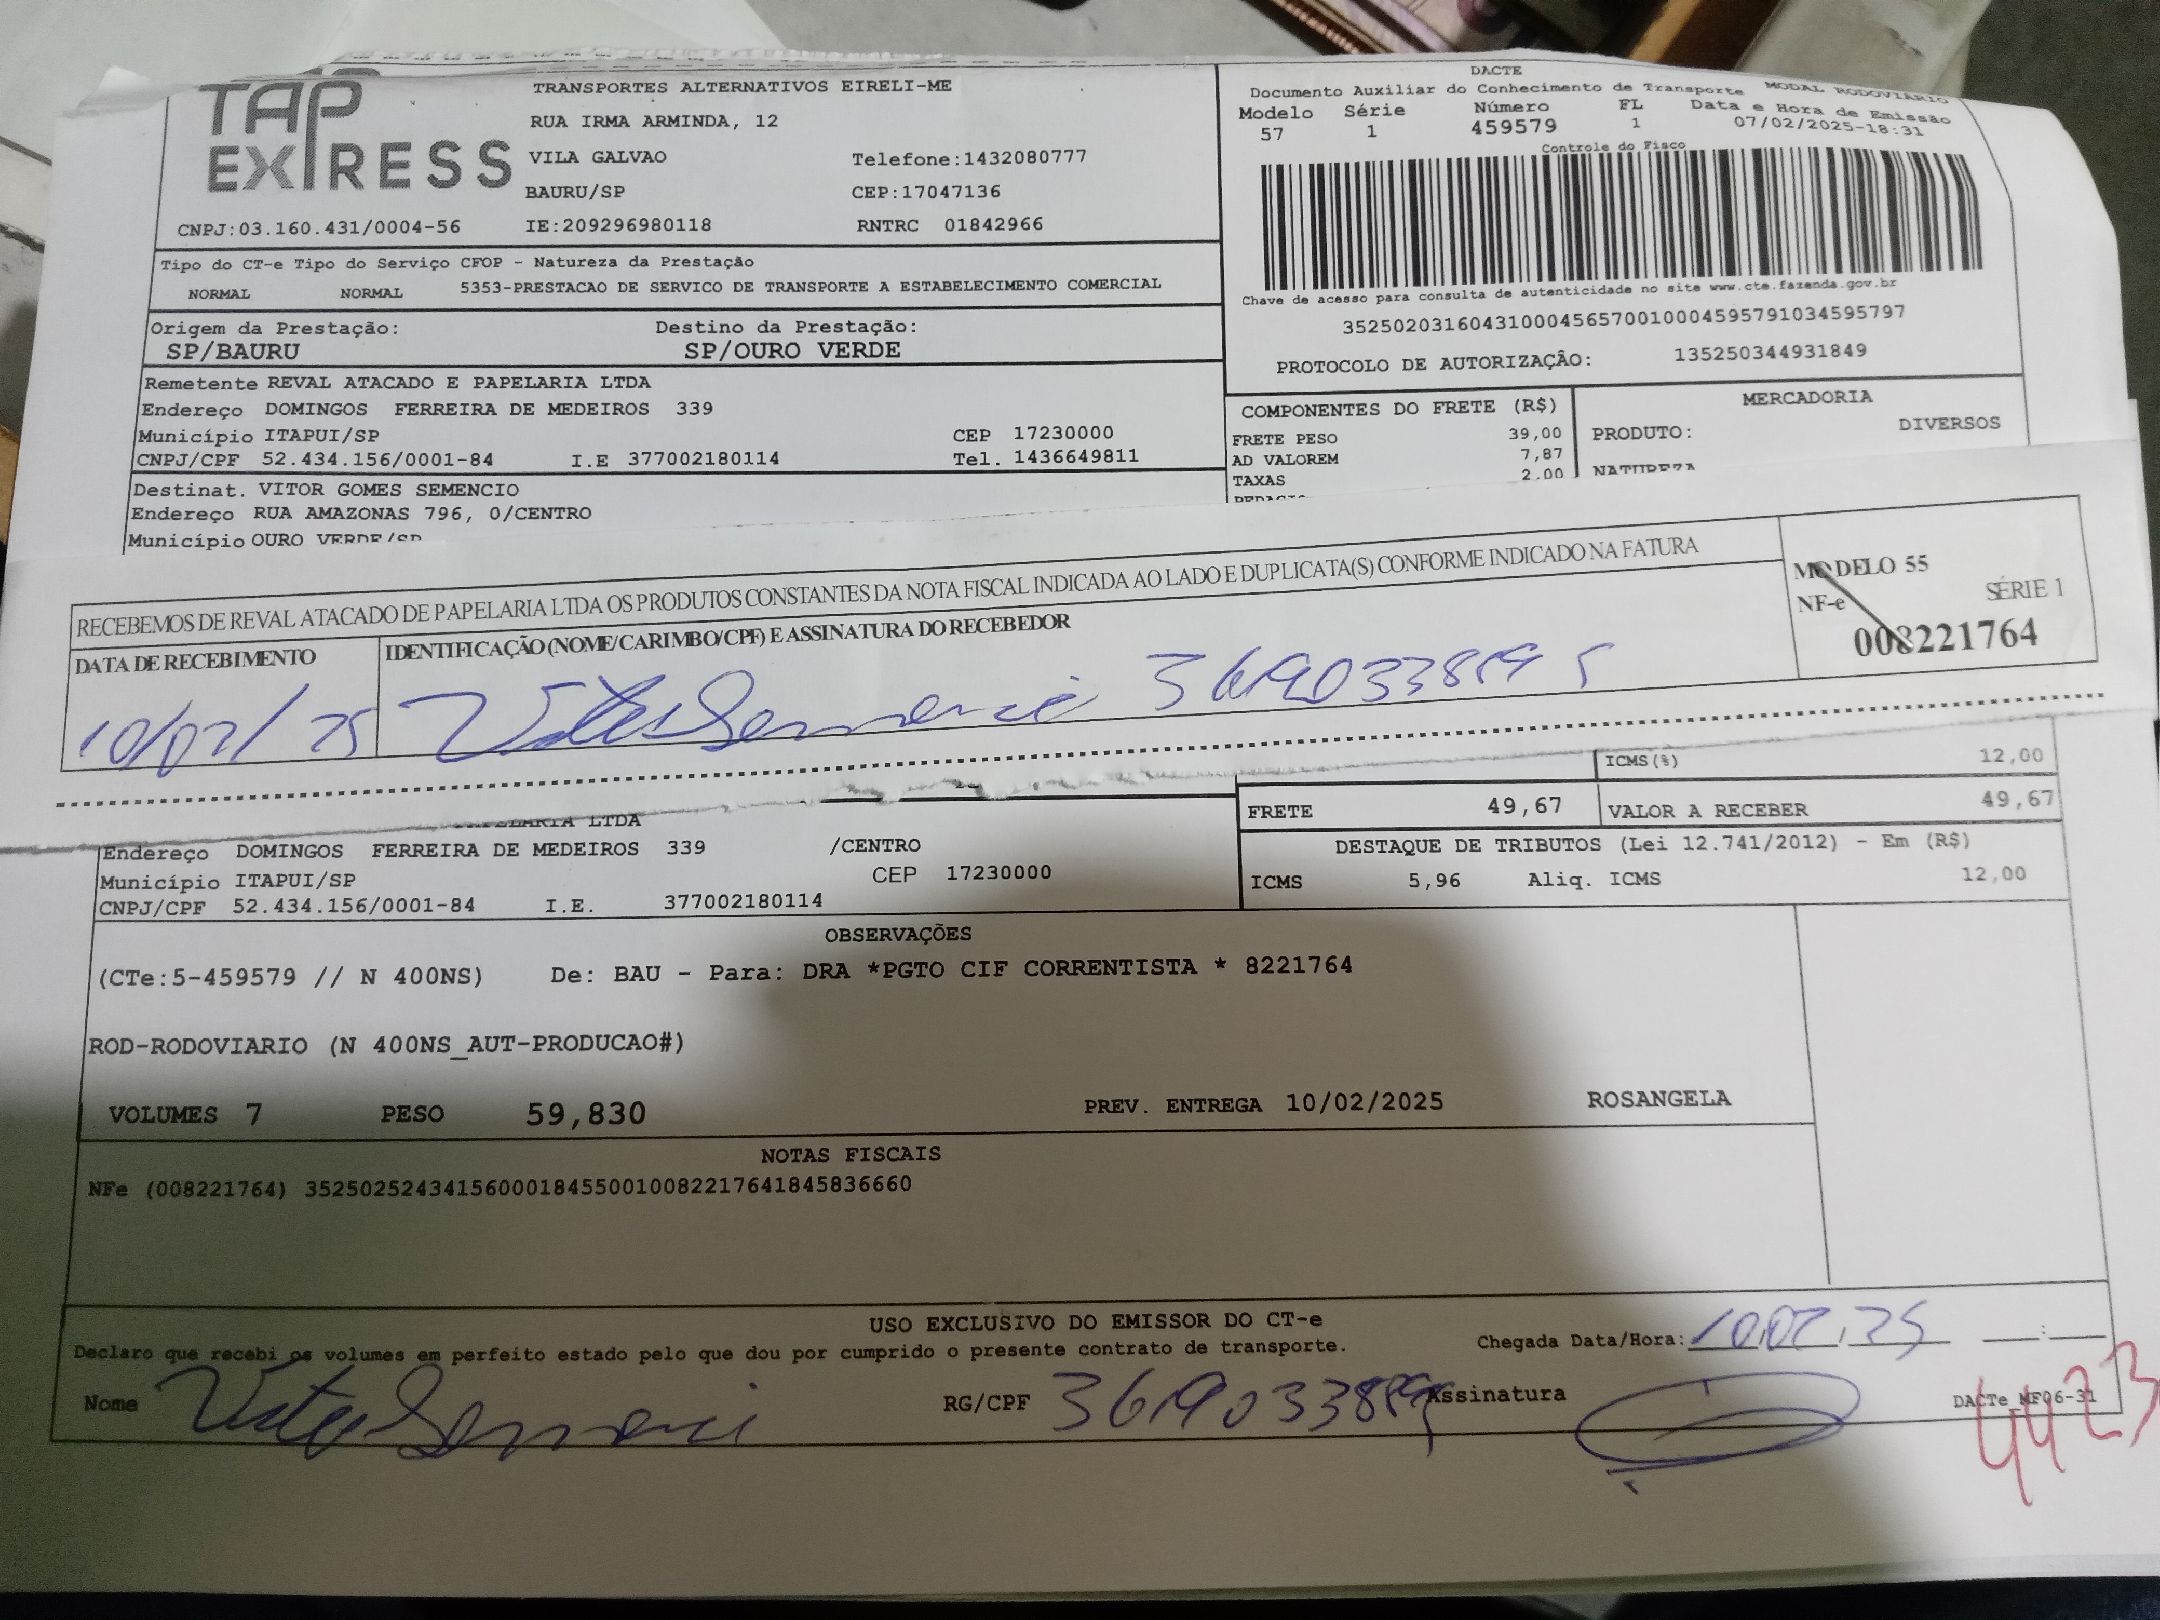 TAP EXPRESS
TRANSPORTES ALTERNATIVOS EIRELI-ME
RUA IRMA ARMINDA, 12
VILA GALVAO Telefone:1432080777
BAURU/SP CEP:17047136
CNPJ:03.160.431/0004-56 IE:209296980118 RNTRC 01842966
DACTE
Documento Auxiliar do Conhecimento de Transporte MODAL RODOVIÁRIO
Modelo Série Número FL Data e Hora de Emissão
57 1 459579 1 07/02/2025-18:31
Controle do Fisco
Chave de acesso para consulta de autenticidade no site www.cte.fazenda.gov.br
35250203160431000456570010004595791034595797
PROTOCOLO DE AUTORIZAÇÃO: 135250344931849
Tipo do CT-e Tipo do Serviço CFOP - Natureza da Prestação
NORMAL NORMAL 5353-PRESTACAO DE SERVICO DE TRANSPORTE A ESTABELECIMENTO COMERCIAL
Origem da Prestação: Destino da Prestação:
SP/BAURU SP/OURO VERDE
Remetente REVAL ATACADO E PAPELARIA LTDA
Endereço DOMINGOS FERREIRA DE MEDEIROS 339
Município ITAPUI/SP CEP 17230000
CNPJ/CPF 52.434.156/0001-84 I.E 377002180114 Tel. 1436649811
Destinat. VITOR GOMES SEMENCIO
Endereço RUA AMAZONAS 796, 0/CENTRO
Município OURO VERDE/SP
COMPONENTES DO FRETE (R$)
FRETE PESO 39,00
AD VALOREM 7,87
TAXAS 2,00
MERCADORIA
PRODUTO: DIVERSOS
NATUREZA
RECEBEMOS DE REVAL ATACADO DE PAPELARIA LTDA OS PRODUTOS CONSTANTES DA NOTA FISCAL INDICADA AO LADO E DUPLICATA(S) CONFORME INDICADO NA FATURA
DATA DE RECEBIMENTO IDENTIFICAÇÃO (NOME/CARIMBO/CPF) E ASSINATURA DO RECEBEDOR
10/02/25 Vitor Semencio
MODELO 55
NF-e SÉRIE 1
008221764
ICMS(%) 12,00
FRETE 49,67 VALOR A RECEBER 49,67
DESTAQUE DE TRIBUTOS (Lei 12.741/2012) - Em (R$)
ICMS 5,96 Aliq. ICMS 12,00
LTDA
Endereço DOMINGOS FERREIRA DE MEDEIROS 339 /CENTRO
Município ITAPUI/SP CEP 17230000
CNPJ/CPF 52.434.156/0001-84 I.E. 377002180114
OBSERVAÇÕES
(CTe:5-459579 // N 400NS) De: BAU - Para: DRA *PGTO CIF CORRENTISTA * 8221764
ROD-RODOVIARIO (N 400NS_AUT-PRODUCAO#)
VOLUMES 7 PESO 59,830 PREV. ENTREGA 10/02/2025 ROSANGELA
NOTAS FISCAIS
NFe (008221764) 35250252434156000184550010082217641845836660
USO EXCLUSIVO DO EMISSOR DO CT-e
Declaro que recebi os volumes em perfeito estado pelo que dou por cumprido o presente contrato de transporte.
Chegada Data/Hora: 10/02/25
Nome Vitor Semenci RG/CPF Assinatura
DACTe MF06-31
4423